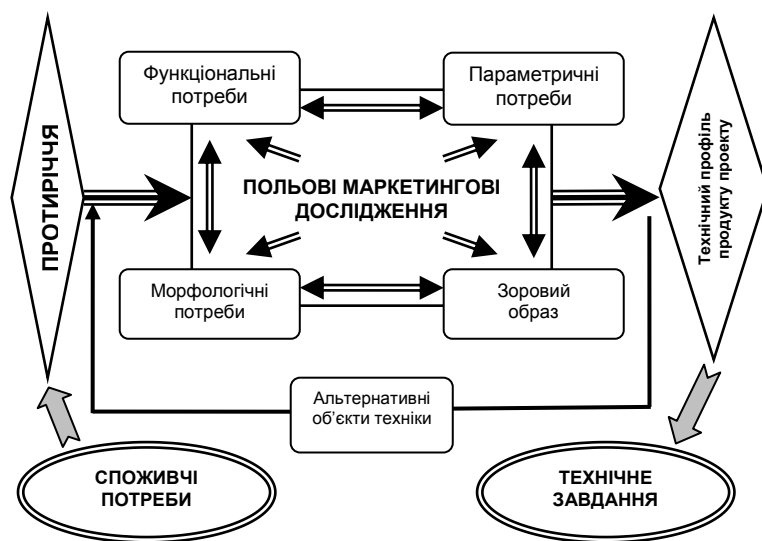 ПРОТИРІЧЧЯ
Функціональні
потреби
Параметричні
потреби
ПОЛЬОВІ МАРКЕТИНГОВІ
ДОСЛІДЖЕННЯ
Морфологічні
потреби
Зоровий
образ
Технічний профіль
продукту проекту
Альтернативні
об’єкти техніки
СПОЖИВЧІ
ПОТРЕБИ
ТЕХНІЧНЕ
ЗАВДАННЯ